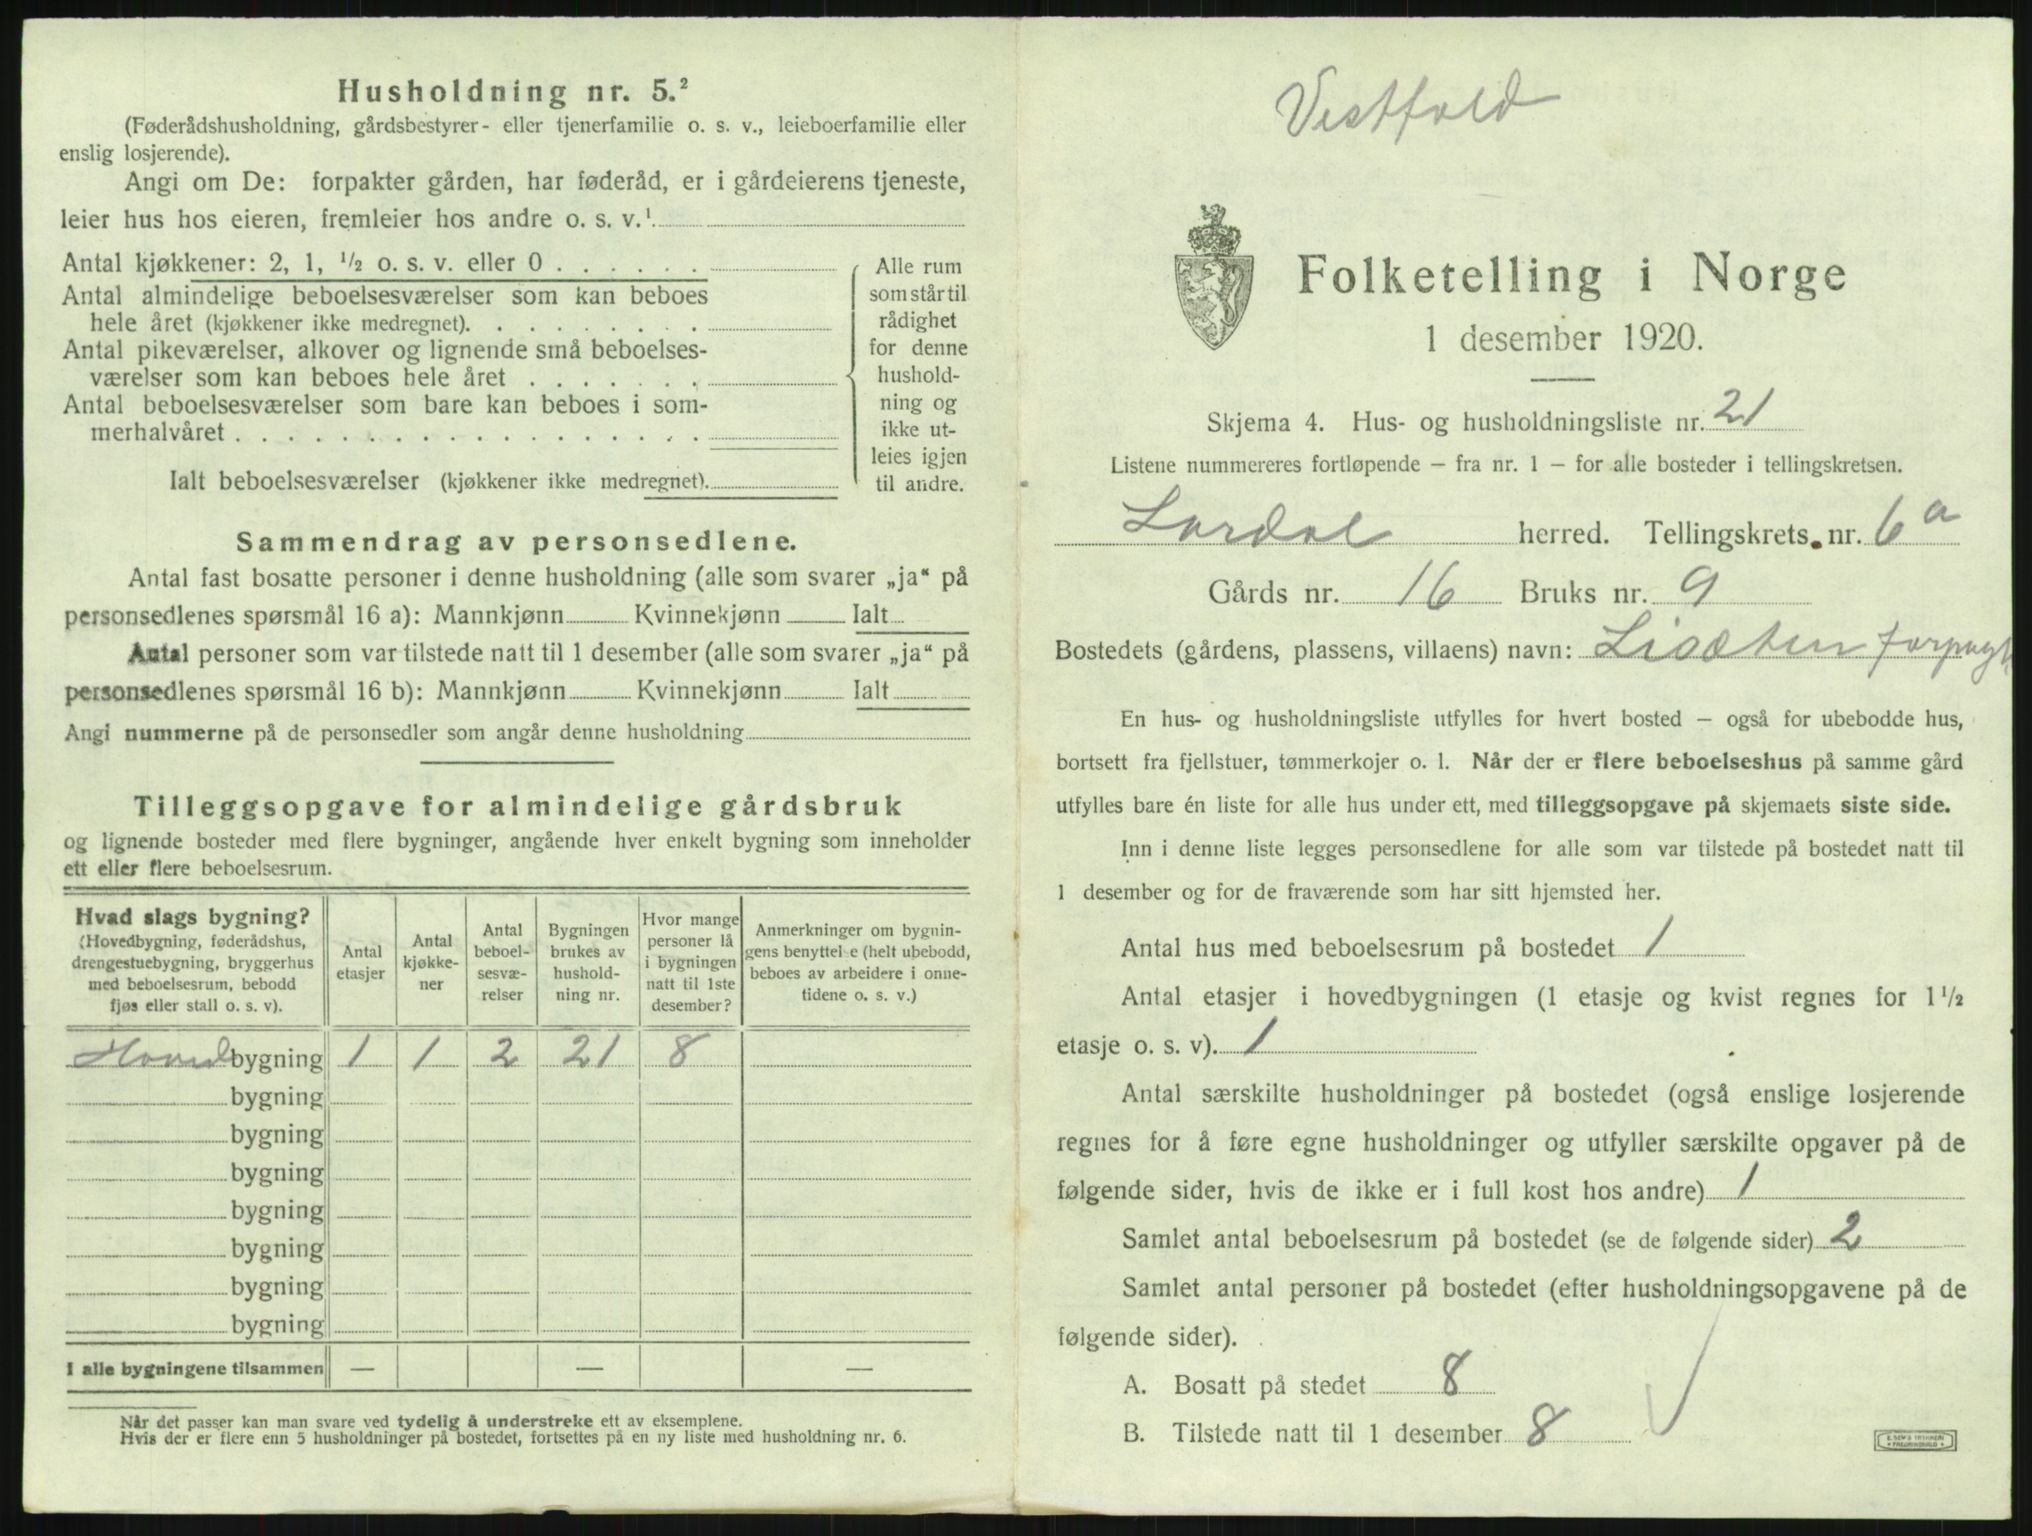 Husholdning nr. 5.²
(Føderådshusholdning, gårdsbestyrer- eller tjenerfamilie o. s. v., leieboerfamilie eller
enslig losjerende).
Angi om De: forpakter gården, har føderåd, er i gårdeierens tjeneste,
leier hus hos eieren, fremleier hos andre o. s. v.¹
Antal kjøkkener: 2, 1, ½ o. s. v. eller 0 . . . . . .
Antal almindelige beboelsesværelser som kan beboes
hele året (kjøkkener ikke medregnet). . . . . . . . .
Antal pikeværelser, alkover og lignende små beboelses-
værelser som kan beboes hele året . . . . . . .
Antal beboelsesværelser som bare kan beboes i som-
merhalvåret . . . . . . . . . . . . . . . . . .
Ialt beboelsesværelser (kjøkkener ikke medregnet).
Alle rum
som står til
rådighet
for denne
hushold-
ning og
ikke ut-
leies igjen
til andre.
Sammendrag av personsedlene.
Antal fast bosatte personer i denne husholdning (alle som svarer „ja“ på
personsedlenes spørsmål 16 a): Mannkjønn Kvinnekjønn Ialt
Antal personer som var tilstede natt til 1 desember (alle som svarer „ja“ på
personsedlenes spørsmål 16 b): Mannkjønn Kvinnekjønn Ialt
Angi nummerne på de personsedler som angår denne husholdning
Tilleggsopgave for almindelige gårdsbruk
og lignende bosteder med flere bygninger, angående hver enkelt bygning som inneholder
ett eller flere beboelsesrum.
Hvad slags bygning?
(Hovedbygning, føderådshus,
drengestuebygning, bryggerhus
med beboelsesrum, bebodd
fjøs eller stall o. s. v).
Antal
etasjer
Antal
kjøkke-
ner
Antal
beboel-
sesvæ-
relser
Bygningen
brukes av
hushold-
ning nr.
Hvor mange
personer lå
i bygningen
natt til 1ste
desember?
Anmerkninger om bygnin-
gens benyttelse (helt ubebodd,
beboes av arbeidere i onne-
tidene o. s. v.)
Hovedbygning 1 1 2 21 8
bygning
bygning
bygning
bygning
bygning
bygning
bygning
I alle bygningene tilsammen — — —
Når det passer kan man svare ved tydelig å understreke ett av eksemplene.
Hvis der er flere enn 5 husholdninger på bostedet, fortsettes på en ny liste med husholdning nr. 6.
Vestfold
Folketelling i Norge
1 desember 1920.
Skjema 4. Hus- og husholdningsliste nr. 21
Listene nummereres fortløpende – fra nr. 1 – for alle bosteder i tellingskretsen.
Lardal herred. Tellingskrets nr. 6a
Gårds nr. 16 Bruks nr. 9
Bostedets (gårdens, plassens, villaens) navn: Lisæter
En hus- og husholdningsliste utfylles for hvert bosted – også for ubebodde hus,
bortsett fra fjellstuer, tømmerkojer o. l. Når der er flere beboelseshus på samme gård
utfylles bare én liste for alle hus under ett, med tilleggsopgave på skjemaets siste side.
Inn i denne liste legges personsedlene for alle som var tilstede på bostedet natt til
1 desember og for de fraværende som har sitt hjemsted her.
Antal hus med beboelsesrum på bostedet 1
Antal etasjer i hovedbygningen (1 etasje og kvist regnes for 1½
etasje o. s. v). 1
Antal særskilte husholdninger på bostedet (også enslige losjerende
regnes for å føre egne husholdninger og utfyller særskilte opgaver på de
følgende sider, hvis de ikke er i full kost hos andre) 1
Samlet antal beboelsesrum på bostedet (se de følgende sider) 2
Samlet antal personer på bostedet (efter husholdningsopgavene på de
følgende sider).
A. Bosatt på stedet 8
B. Tilstede natt til 1 desember 8